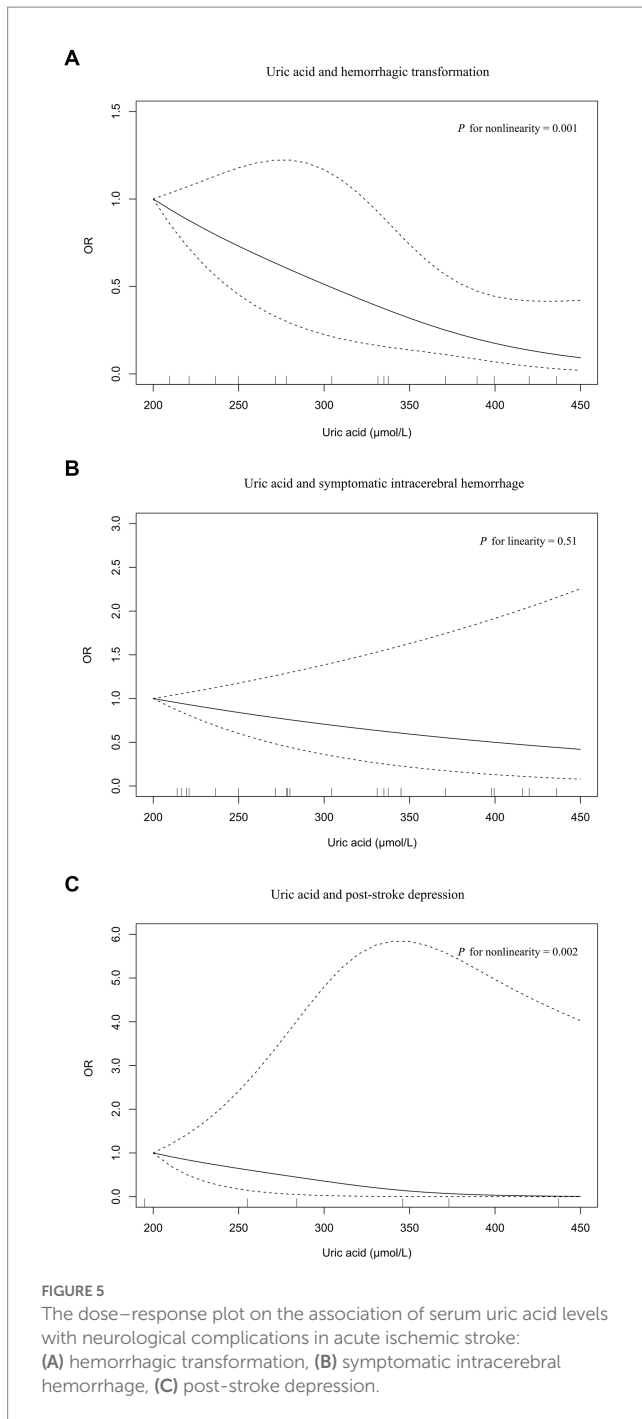 A
Uric acid and hemorrhagic transformation
P for nonlinearity = 0.001
1.5
1.0
0.5
0.0
OR
200 250 300 350 400 450
Uric acid (μmol/L)
B
Uric acid and symptomatic intracerebral hemorrhage
P for linearity = 0.51
3.0
2.5
2.0
1.5
1.0
0.5
0.0
OR
200 250 300 350 400 450
Uric acid (μmol/L)
C
Uric acid and post-stroke depression
P for nonlinearity = 0.002
6.0
5.0
4.0
3.0
2.0
1.0
0.0
OR
200 250 300 350 400 450
Uric acid (μmol/L)
FIGURE 5
The dose–response plot on the association of serum uric acid levels
with neurological complications in acute ischemic stroke:
(A) hemorrhagic transformation, (B) symptomatic intracerebral
hemorrhage, (C) post-stroke depression.